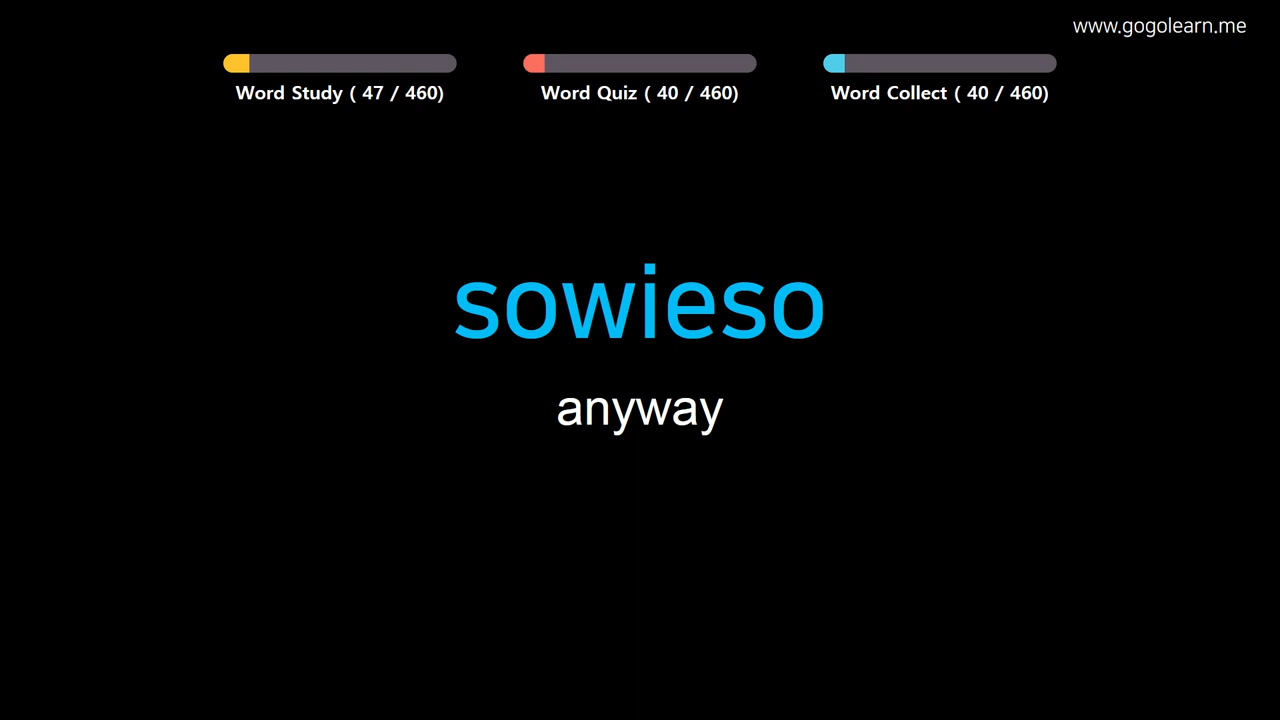 www.gogolearn.me
Word Study ( 47 / 460)
Word Quiz ( 40 / 460)
Word Collect ( 40 / 460)
sowieso
anyway